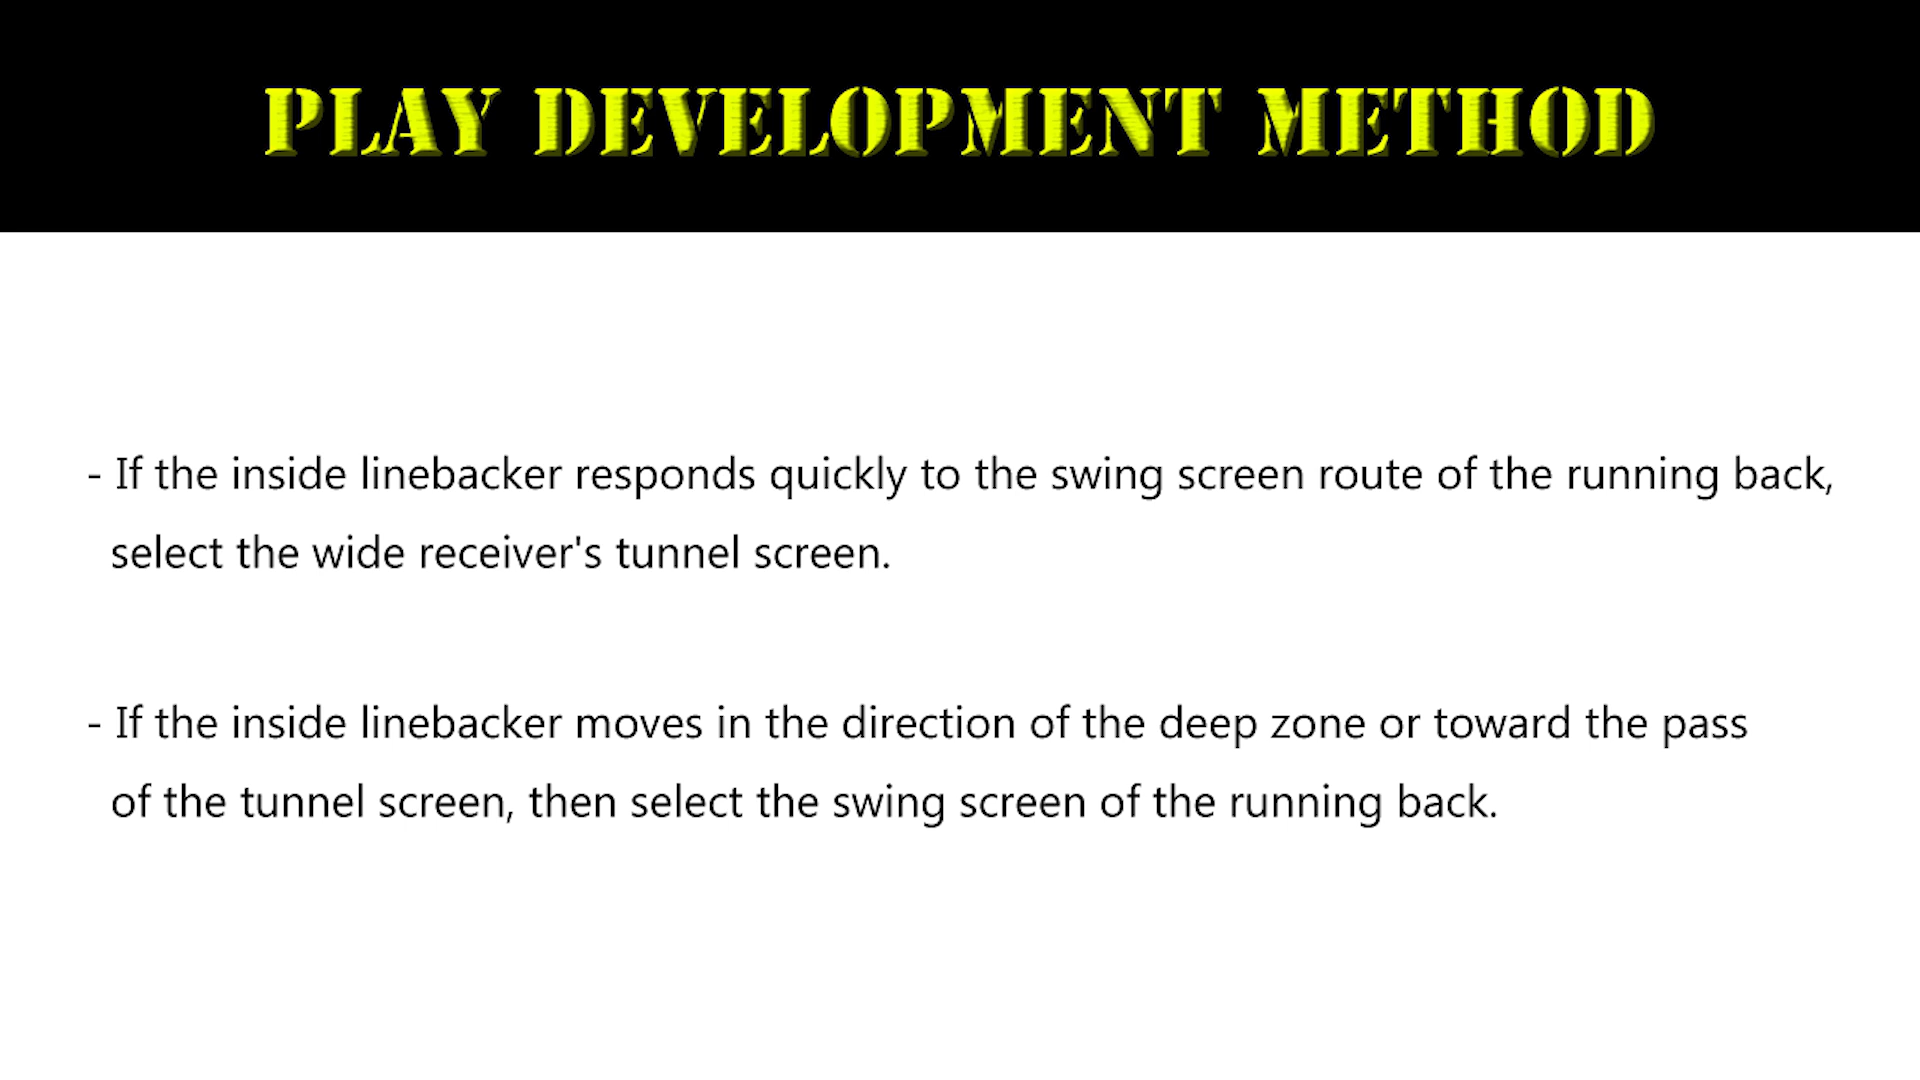 PLAY DEVELOPMENT METHOD
- If the inside linebacker responds quickly to the swing screen route of the running back,
select the wide receiver's tunnel screen.
- If the inside linebacker moves in the direction of the deep zone or toward the pass
of the tunnel screen, then select the swing screen of the running back.